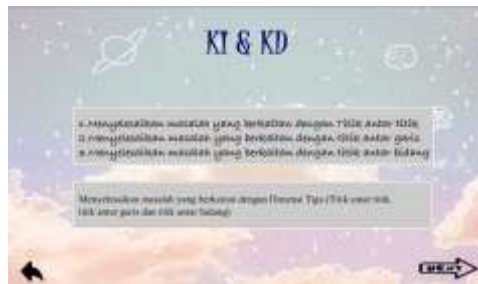 KI & KD
1.Menyelesaikan masalah yang berkaitan dengan Titik antar titik
2.menyelesaikan masalah yang berkaitan dengan titik antar garis
3.menyelesaikan masalah yang berkaitan dengan titik antar bidang
Menyelesaikan masalah yang berkaitan dengan Dimensi Tiga (Titik antar titik,
titik antar garis dan titik antar bidang)
NEXT